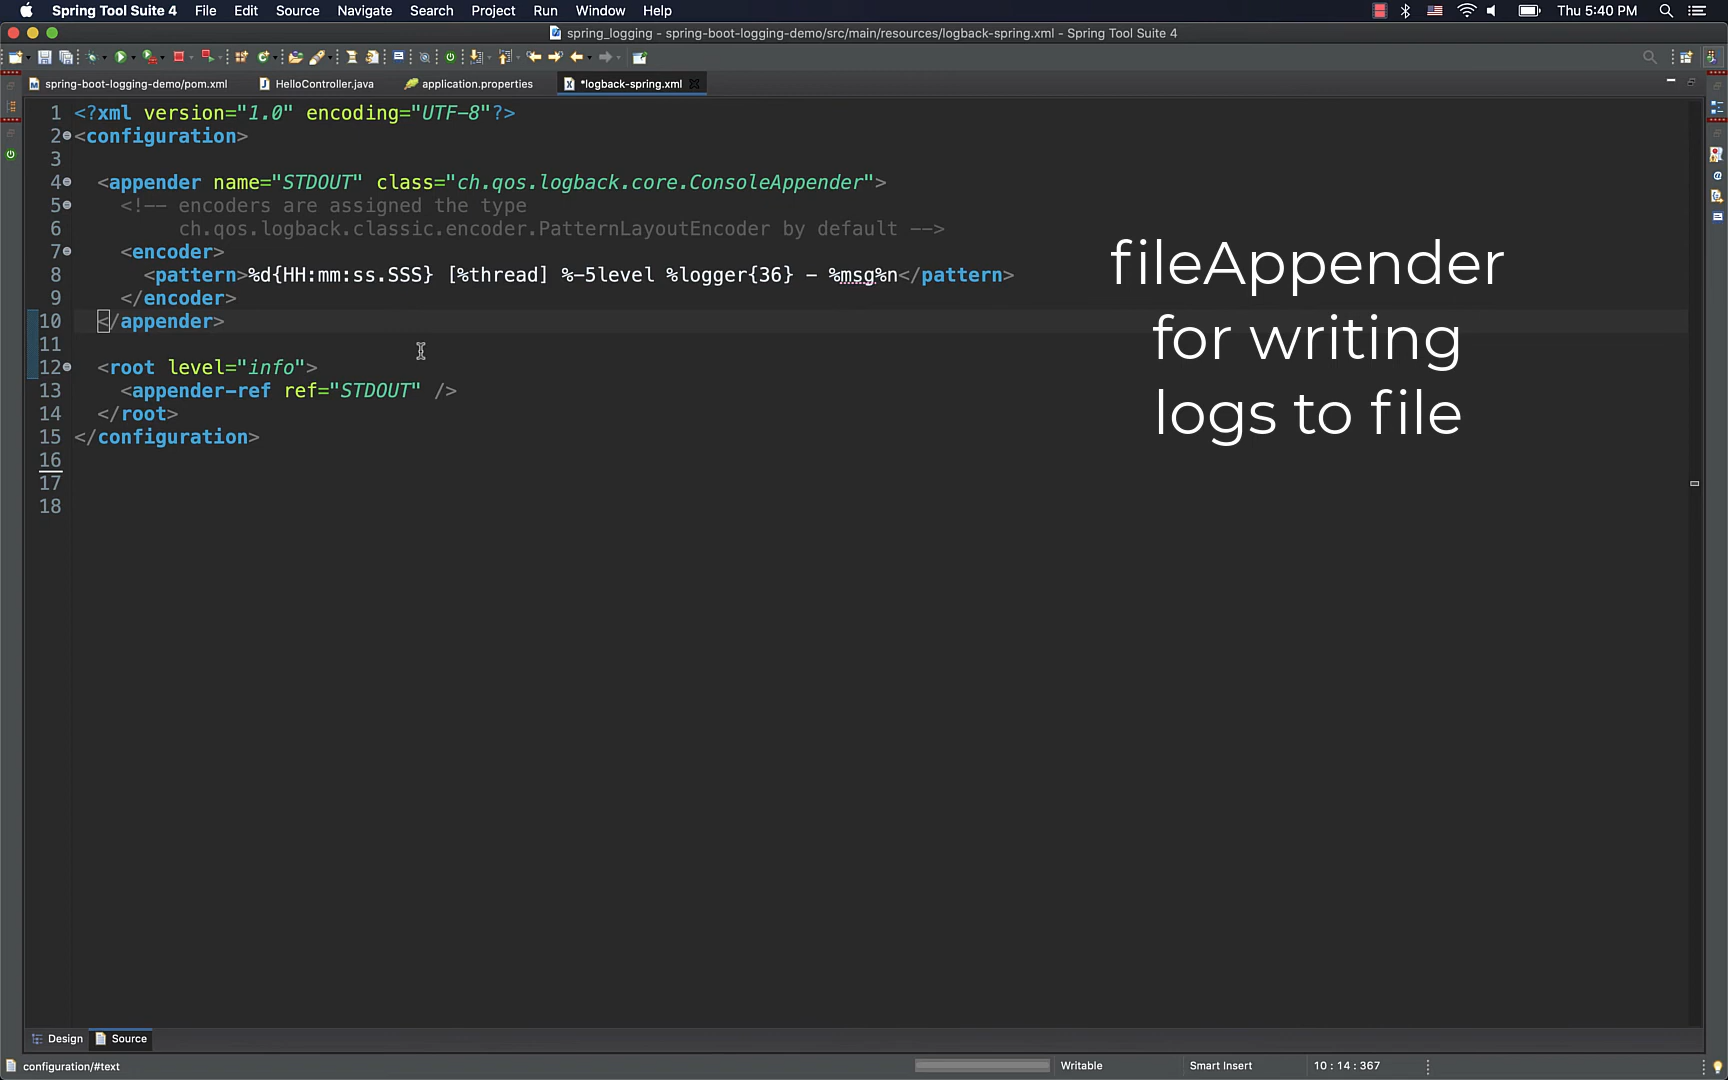 Spring Tool Suite 4 File Edit Source Navigate Search Project Run Window Help Thu 5:40 PM
spring_logging - spring-boot-logging-demo/src/main/resources/logback-spring.xml - Spring Tool Suite 4
spring-boot-logging-demo/pom.xml HelloController.java application.properties *logback-spring.xml
1 <?xml version="1.0" encoding="UTF-8"?>
2 <configuration>
3
4 <appender name="STDOUT" class="ch.qos.logback.core.ConsoleAppender">
5 <!-- encoders are assigned the type
6 ch.qos.logback.classic.encoder.PatternLayoutEncoder by default -->
7 <encoder>
8 <pattern>%d{HH:mm:ss.SSS} [%thread] %-5level %logger{36} - %msg%n</pattern>
9 </encoder>
10 </appender>
11
12 <root level="info">
13 <appender-ref ref="STDOUT" />
14 </root>
15 </configuration>
16
17
18
fileAppender
for writing
logs to file
Design Source
configuration/#text Writable Smart Insert 10 : 14 : 367